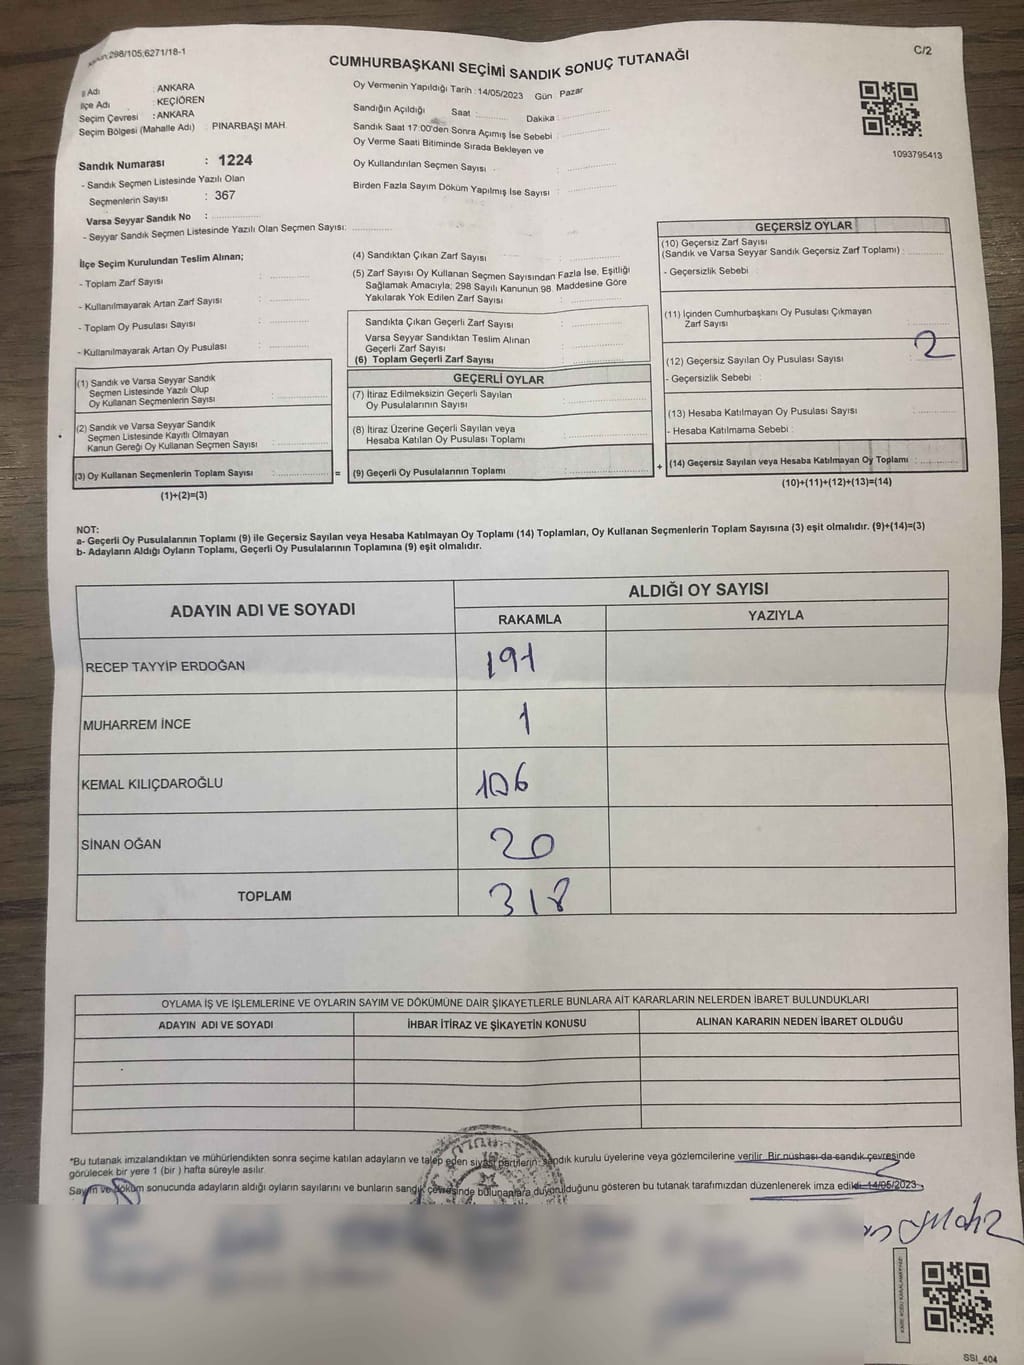 298/105;6271/18-1
C/2
CUMHURBAŞKANI SEÇİMİ SANDIK SONUÇ TUTANAĞI
İl Adı : ANKARA
İlçe Adı : KEÇİÖREN
Seçim Çevresi : ANKARA
Seçim Bölgesi (Mahalle Adı) : PINARBAŞI MAH.
Sandık Numarası : 1224
- Sandık Seçmen Listesinde Yazılı Olan
Seçmenlerin Sayısı : 367
Varsa Seyyar Sandık No :
- Seyyar Sandık Seçmen Listesinde Yazılı Olan Seçmen Sayısı:
Oy Vermenin Yapıldığı Tarih : 14/05/2023 Gün : Pazar
Sandığın Açıldığı Saat : Dakika :
Sandık Saat 17:00'den Sonra Açımış İse Sebebi :
Oy Verme Saati Bitiminde Sırada Bekleyen ve
Oy Kullandırılan Seçmen Sayısı :
Birden Fazla Sayım Döküm Yapılmış İse Sayısı :
1093795413
İlçe Seçim Kurulundan Teslim Alınan;
- Toplam Zarf Sayısı :
- Kullanılmayarak Artan Zarf Sayısı :
- Toplam Oy Pusulası Sayısı :
- Kullanılmayarak Artan Oy Pusulası :
(1) Sandık ve Varsa Seyyar Sandık
Seçmen Listesinde Yazılı Olup
Oy Kullanan Seçmenlerin Sayısı :
(2) Sandık ve Varsa Seyyar Sandık
Seçmen Listesinde Kayıtlı Olmayan
Kanun Gereği Oy Kullanan Seçmen Sayısı :
(3) Oy Kullanan Seçmenlerin Toplam Sayısı :
(1)+(2)=(3)
(4) Sandıktan Çıkan Zarf Sayısı :
(5) Zarf Sayısı Oy Kullanan Seçmen Sayısından Fazla İse, Eşitliği
Sağlamak Amacıyla; 298 Sayılı Kanunun 98. Maddesine Göre
Yakılarak Yok Edilen Zarf Sayısı :
Sandıkta Çıkan Geçerli Zarf Sayısı :
Varsa Seyyar Sandıktan Teslim Alınan
Geçerli Zarf Sayısı :
(6) Toplam Geçerli Zarf Sayısı :
GEÇERLİ OYLAR
(7) İtiraz Edilmeksizin Geçerli Sayılan
Oy Pusulalarının Sayısı :
(8) İtiraz Üzerine Geçerli Sayılan veya
Hesaba Katılan Oy Pusulası Toplamı :
= (9) Geçerli Oy Pusulalarının Toplamı :
GEÇERSİZ OYLAR
(10) Geçersiz Zarf Sayısı
(Sandık ve Varsa Seyyar Sandık Geçersiz Zarf Toplamı) :
- Geçersizlik Sebebi :
(11) İçinden Cumhurbaşkanı Oy Pusulası Çıkmayan
Zarf Sayısı :
(12) Geçersiz Sayılan Oy Pusulası Sayısı : 2
- Geçersizlik Sebebi :
(13) Hesaba Katılmayan Oy Pusulası Sayısı :
- Hesaba Katılmama Sebebi :
+ (14) Geçersiz Sayılan veya Hesaba Katılmayan Oy Toplamı :
(10)+(11)+(12)+(13)=(14)
NOT:
a- Geçerli Oy Pusulalarının Toplamı (9) ile Geçersiz Sayılan veya Hesaba Katılmayan Oy Toplamı (14) Toplamları, Oy Kullanan Seçmenlerin Toplam Sayısına (3) eşit olmalıdır. (9)+(14)=(3)
b- Adayların Aldığı Oyların Toplamı, Geçerli Oy Pusulalarının Toplamına (9) eşit olmalıdır.
ADAYIN ADI VE SOYADI
ALDIĞI OY SAYISI
RAKAMLA YAZIYLA
RECEP TAYYİP ERDOĞAN 191
MUHARREM İNCE 1
KEMAL KILIÇDAROĞLU 106
SİNAN OĞAN 20
TOPLAM 318
OYLAMA İŞ VE İŞLEMLERİNE VE OYLARIN SAYIM VE DÖKÜMÜNE DAİR ŞİKAYETLERLE BUNLARA AİT KARARLARIN NELERDEN İBARET BULUNDUKLARI
ADAYIN ADI VE SOYADI İHBAR İTİRAZ VE ŞİKAYETİN KONUSU ALINAN KARARIN NEDEN İBARET OLDUĞU
*Bu tutanak imzalandıktan ve mühürlendikten sonra seçime katılan adayların ve talep eden siyasi partilerin, sandık kurulu üyelerine veya gözlemcilerine verilir. Bir nüshası da sandık çevresinde
görülecek bir yere 1 (bir ) hafta süreyle asılır.
Sayım ve döküm sonucunda adayların aldığı oyların sayılarını ve bunların sandık çevresinde bulunanlara duyurulduğunu gösteren bu tutanak tarafımızdan düzenlenerek imza edildi. 14/05/2023
SSI_404